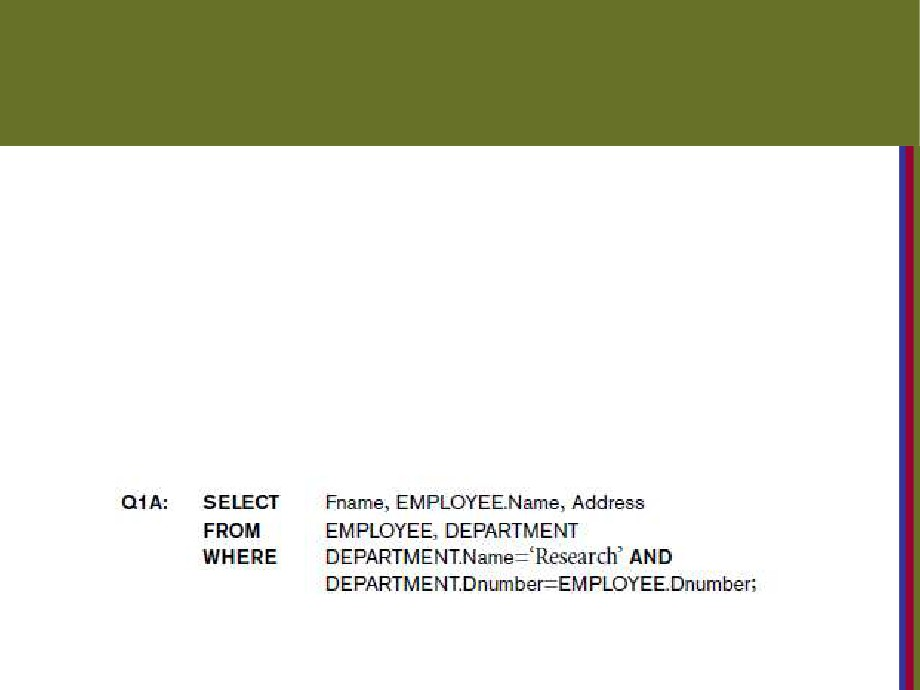 Q1A: SELECT Fname, EMPLOYEE.Name, Address
FROM EMPLOYEE, DEPARTMENT
WHERE DEPARTMENT.Name=‘Research’ AND
DEPARTMENT.Dnumber=EMPLOYEE.Dnumber;